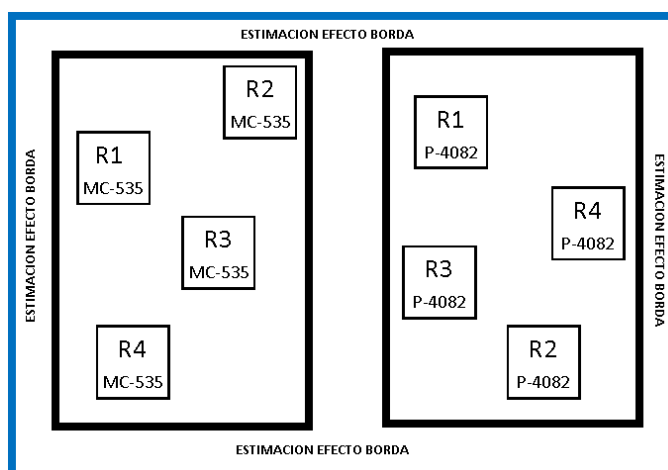 ESTIMACION EFECTO BORDA
ESTIMACION EFECTO BORDA
R2
MC-535
R1
MC-535
R3
MC-535
R4
MC-535
R1
P-4082
R4
P-4082
R3
P-4082
R2
P-4082
ESTIMACION EFECTO BORDA
ESTIMACION EFECTO BORDA